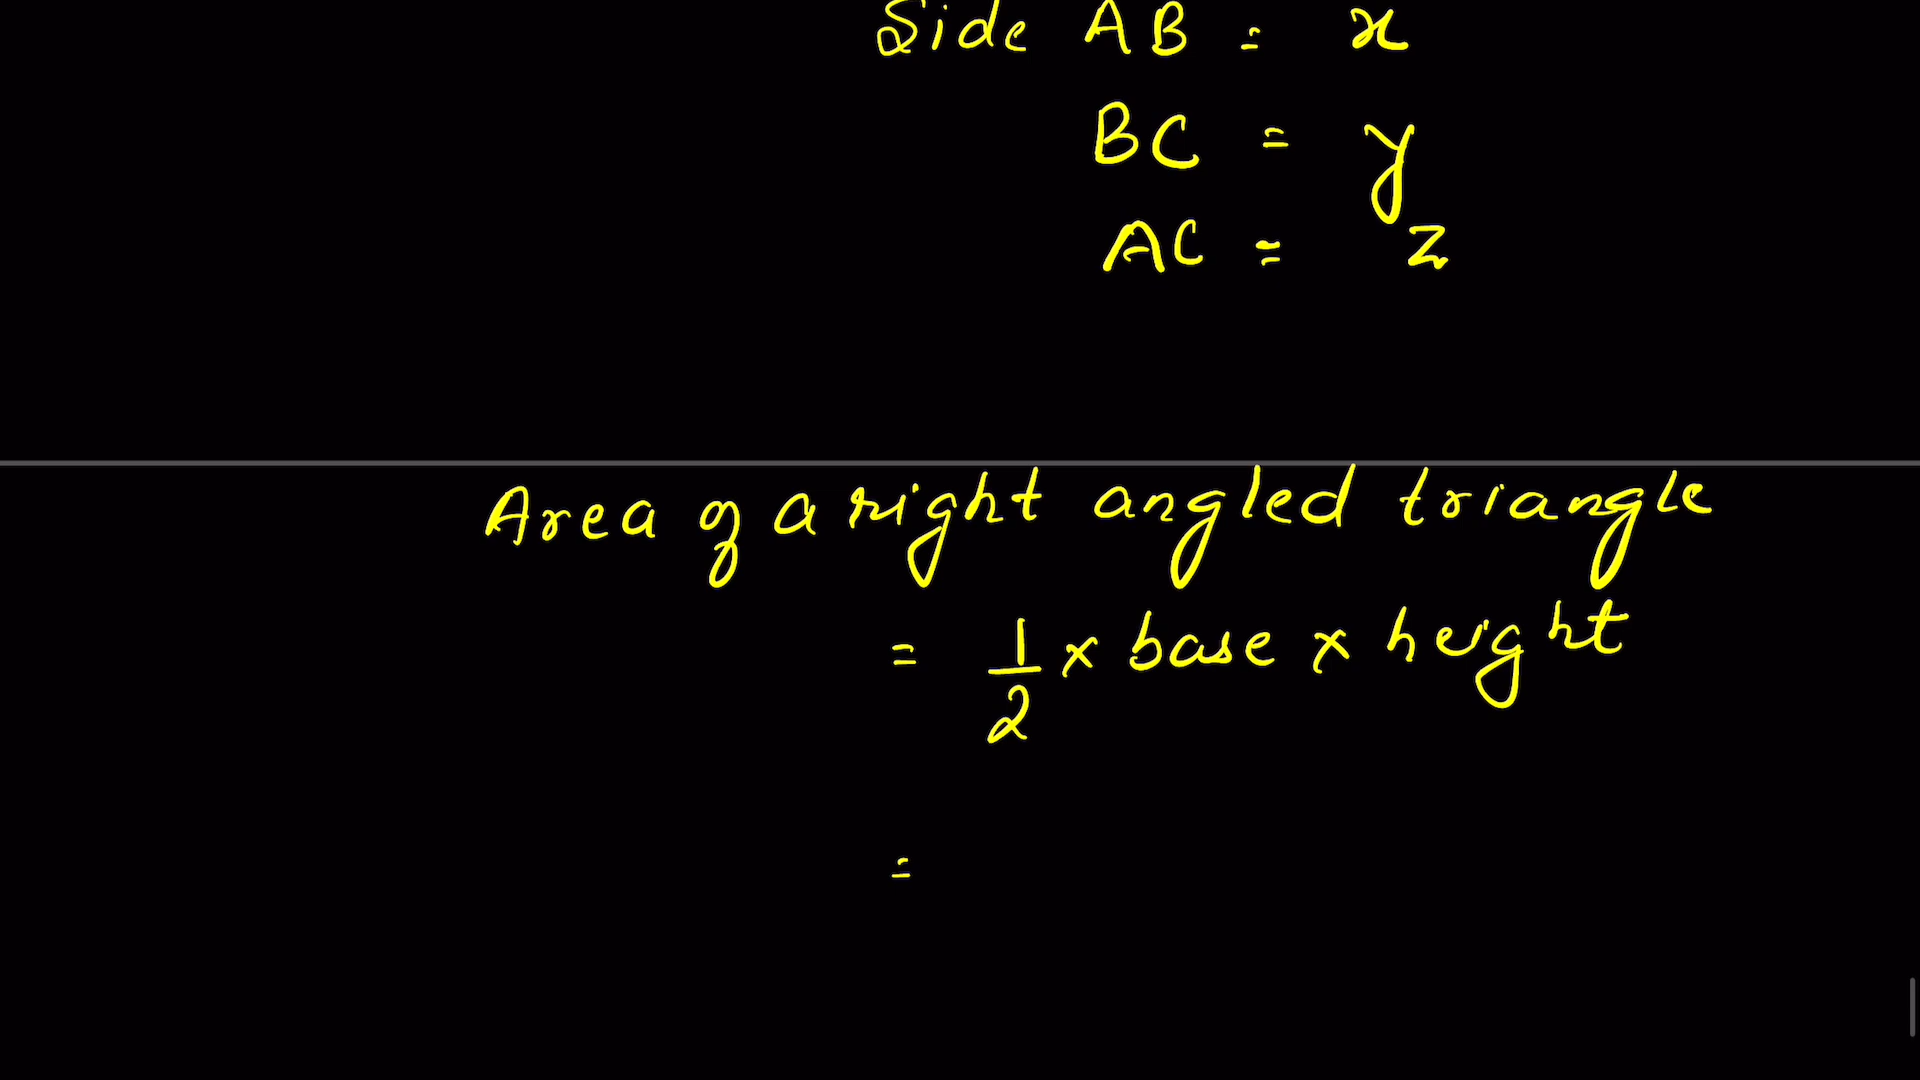 Side AB = x
BC = y
AC = z
Area of a right angled triangle
= 1/2 × base × height
=